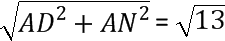 √(AD² + AN²) = √13